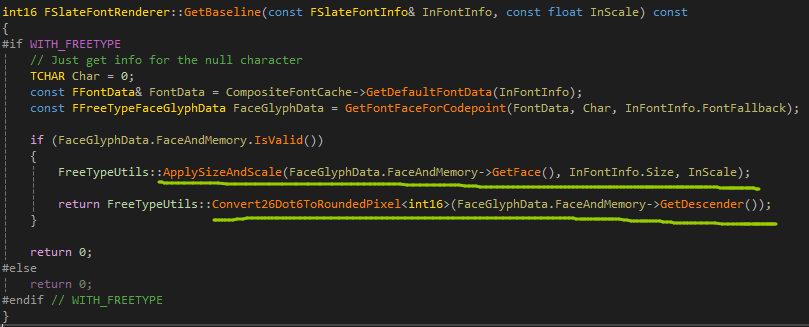 int16 FSlateFontRenderer::GetBaseline(const FSlateFontInfo& InFontInfo, const float InScale) const
{
#if WITH_FREETYPE
    // Just get info for the null character
    TCHAR Char = 0;
    const FFontData& FontData = CompositeFontCache->GetDefaultFontData(InFontInfo);
    const FFreeTypeFaceGlyphData FaceGlyphData = GetFontFaceForCodepoint(FontData, Char, InFontInfo.FontFallback);

    if (FaceGlyphData.FaceAndMemory.IsValid())
    {
        FreeTypeUtils::ApplySizeAndScale(FaceGlyphData.FaceAndMemory->GetFace(), InFontInfo.Size, InScale);

        return FreeTypeUtils::Convert26Dot6ToRoundedPixel<int16>(FaceGlyphData.FaceAndMemory->GetDescender());
    }

    return 0;
#else
    return 0;
#endif // WITH_FREETYPE
}